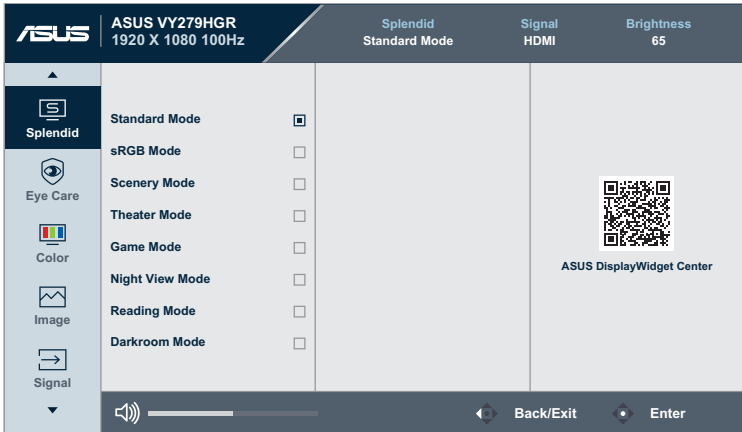 ASUS
ASUS VY279HGR
1920 X 1080 100Hz
Splendid
Standard Mode
Signal
HDMI
Brightness
65
Splendid
Eye Care
Color
Image
Signal
Standard Mode
sRGB Mode
Scenery Mode
Theater Mode
Game Mode
Night View Mode
Reading Mode
Darkroom Mode
ASUS DisplayWidget Center
Back/Exit
Enter